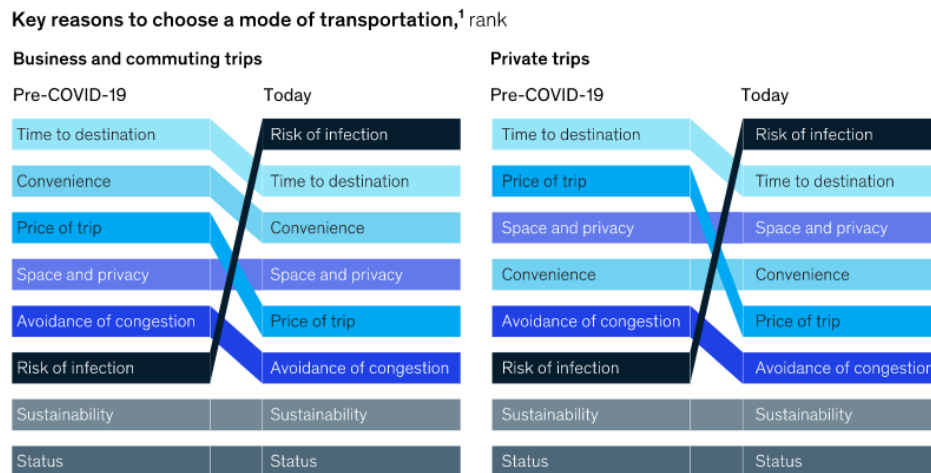 Key reasons to choose a mode of transportation,¹ rank
Business and commuting trips
Pre-COVID-19 Today
Time to destination Risk of infection
Convenience Time to destination
Price of trip Convenience
Space and privacy Space and privacy
Avoidance of congestion Price of trip
Risk of infection Avoidance of congestion
Sustainability Sustainability
Status Status
Private trips
Pre-COVID-19 Today
Time to destination Risk of infection
Price of trip Time to destination
Space and privacy Space and privacy
Convenience Convenience
Avoidance of congestion Price of trip
Risk of infection Avoidance of congestion
Sustainability Sustainability
Status Status